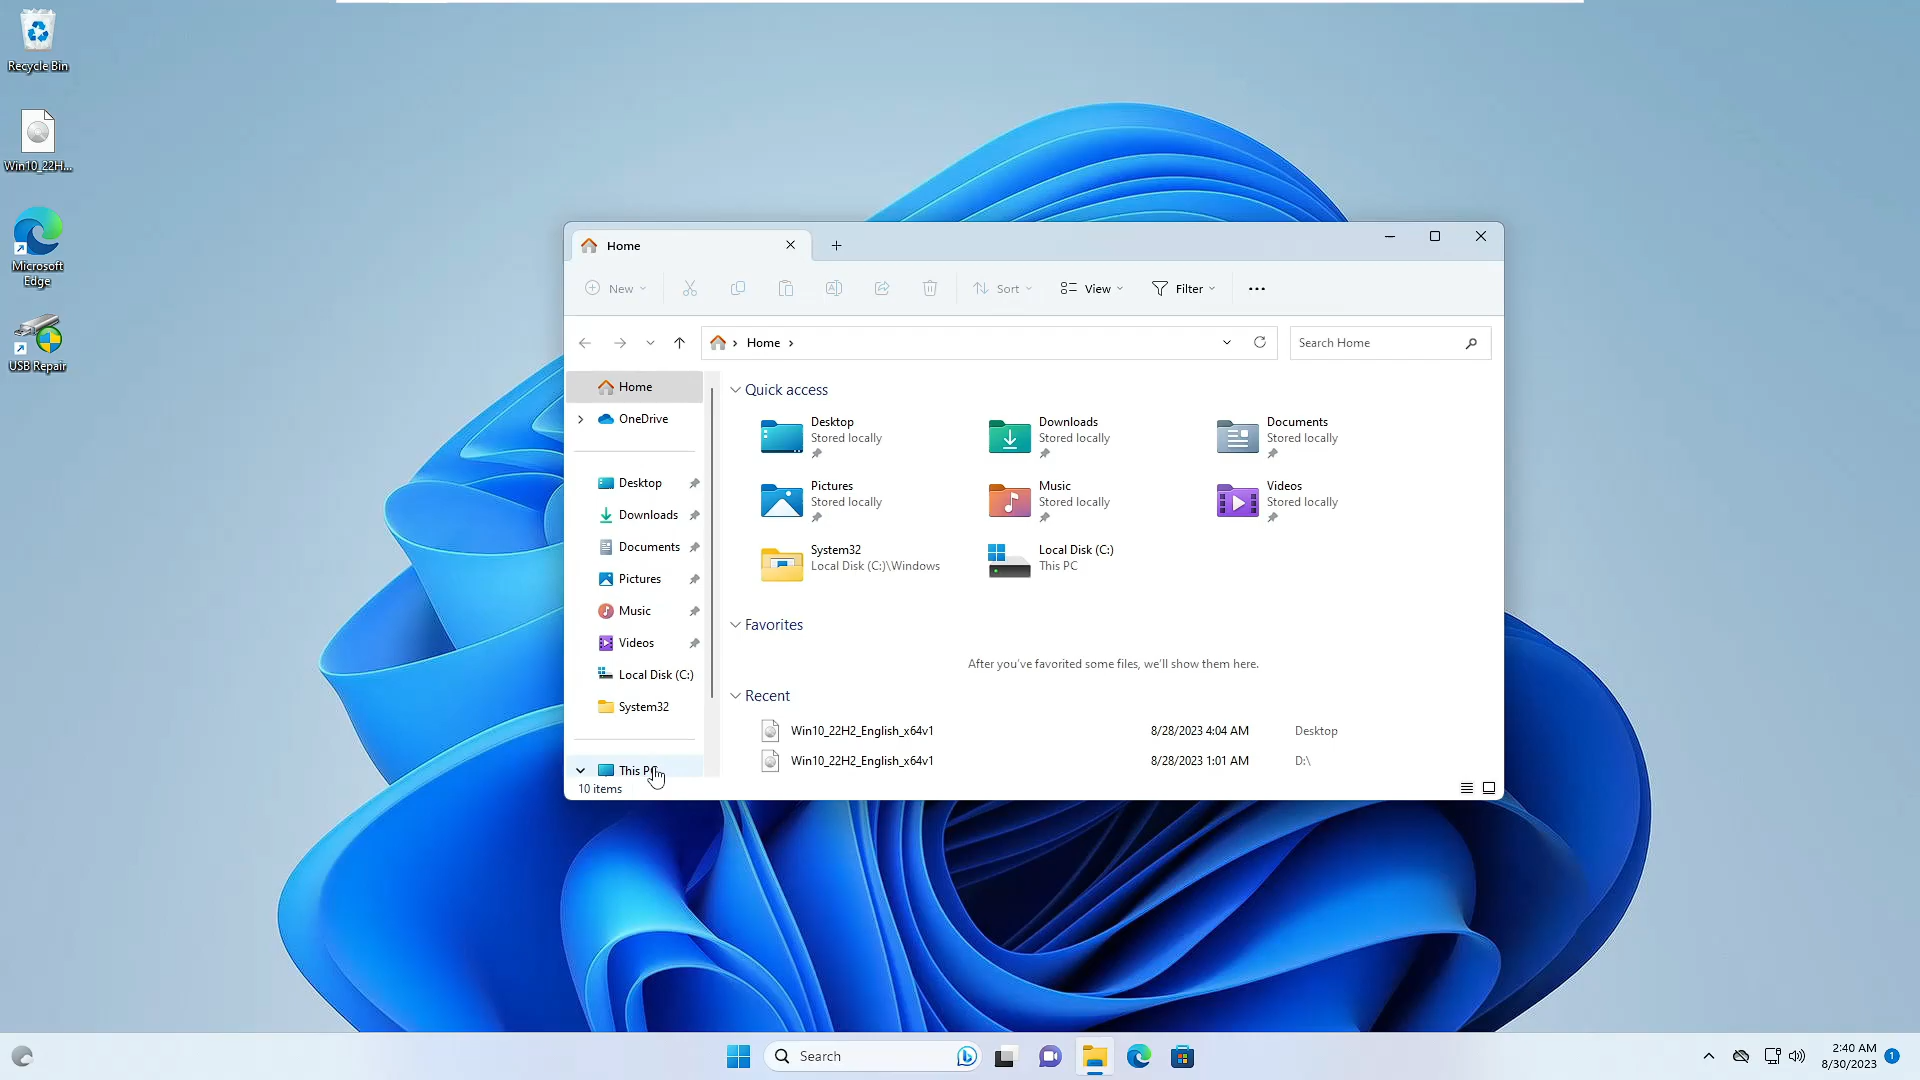 Recycle Bin
Win10_22H...
Microsoft
Edge
USB Repair
Home
New
Sort
View
Filter
Home
Search Home
Home
OneDrive
Desktop
Downloads
Documents
Pictures
Music
Videos
Local Disk (C:)
System32
This PC
10 items
Quick access
Desktop
Stored locally
Downloads
Stored locally
Documents
Stored locally
Pictures
Stored locally
Music
Stored locally
Videos
Stored locally
System32
Local Disk (C:)\Windows
Local Disk (C:)
This PC
Favorites
After you've favorited some files, we'll show them here.
Recent
Win10_22H2_English_x64v1 8/28/2023 4:04 AM Desktop
Win10_22H2_English_x64v1 8/28/2023 1:01 AM D:\
Search
2:40 AM
8/30/2023
1